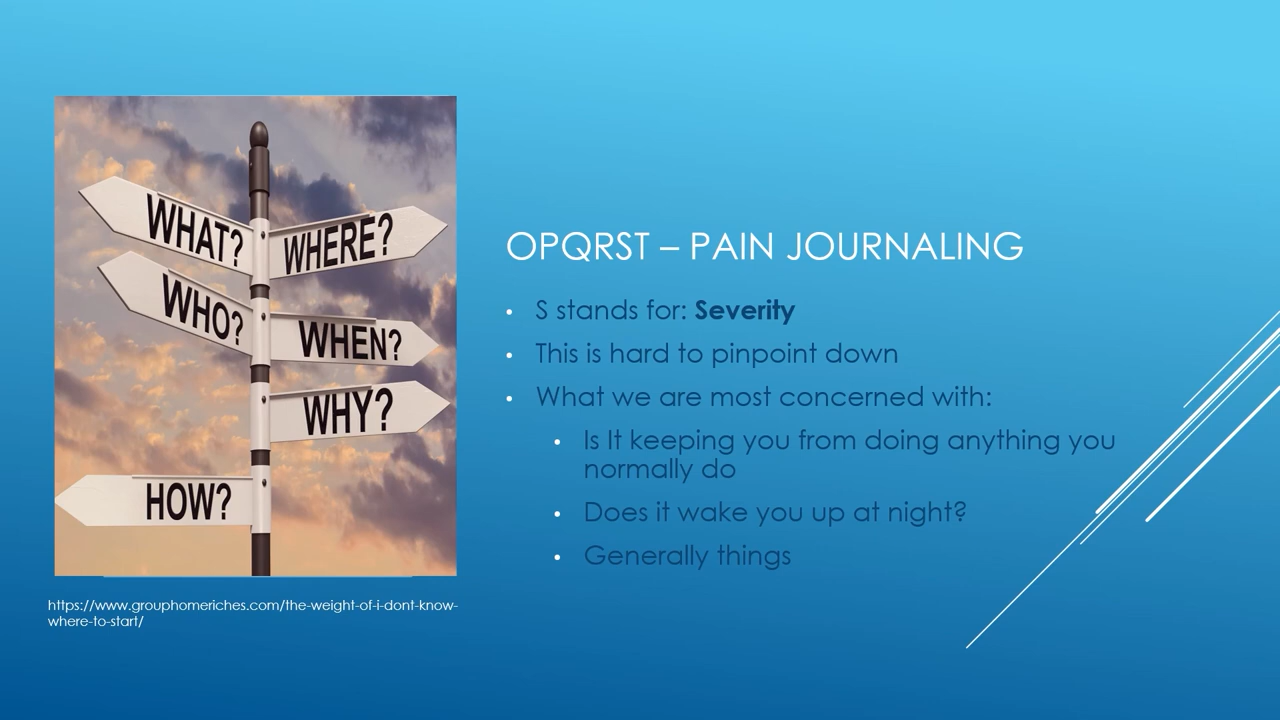 WHAT?
WHERE?
WHO?
WHEN?
WHY?
HOW?
https://www.grouphomeriches.com/the-weight-of-i-dont-know-
where-to-start/
OPQRST – PAIN JOURNALING
• S stands for: Severity
• This is hard to pinpoint down
• What we are most concerned with:
• Is It keeping you from doing anything you
normally do
• Does it wake you up at night?
• Generally things